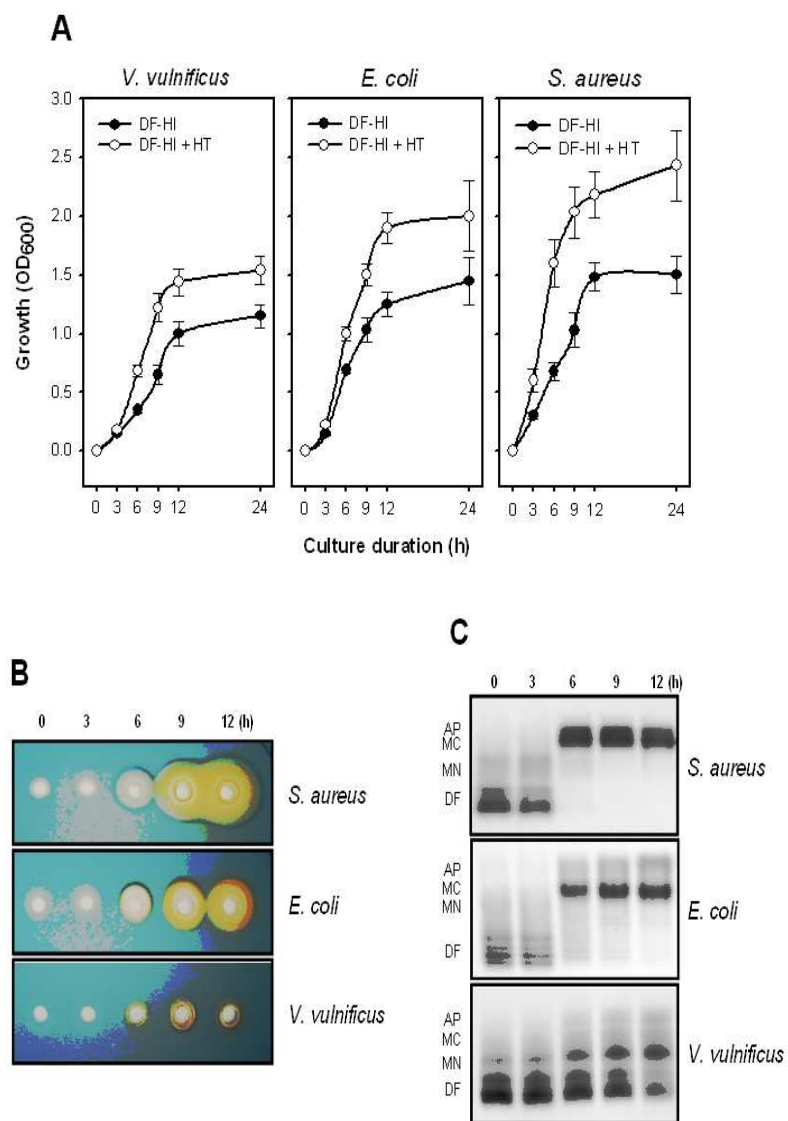 A
V. vulnificus E. coli S. aureus
3.0
2.5
2.0
1.5
1.0
0.5
0.0
Growth (OD600)
DF-HI
DF-HI + HT
DF-HI
DF-HI + HT
DF-HI
DF-HI + HT
0 3 6 9 12 24 0 3 6 9 12 24 0 3 6 9 12 24
Culture duration (h)
B
0 3 6 9 12 (h)
S. aureus
E. coli
V. vulnificus
C
0 3 6 9 12 (h)
AP
MC
MN
DF
S. aureus
AP
MC
MN
DF
E. coli
AP
MC
MN
DF
V. vulnificus